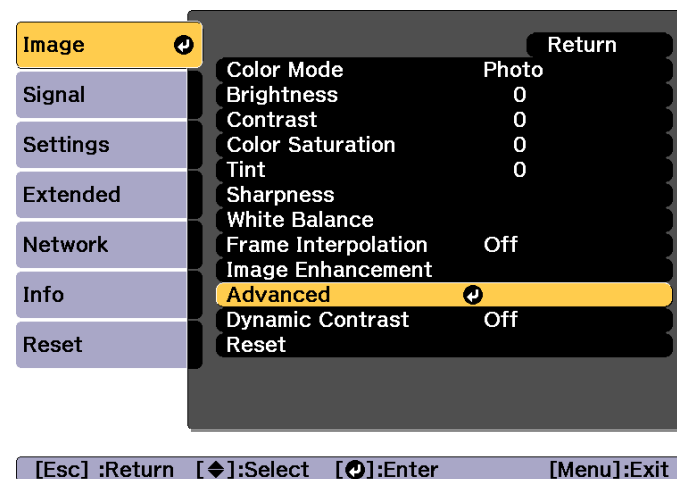 Image
Signal
Settings
Extended
Network
Info
Reset
Return
Color Mode Photo
Brightness 0
Contrast 0
Color Saturation 0
Tint 0
Sharpness
White Balance
Frame Interpolation Off
Image Enhancement
Advanced
Dynamic Contrast Off
Reset
[Esc] :Return [◆]:Select [↵]:Enter [Menu]:Exit